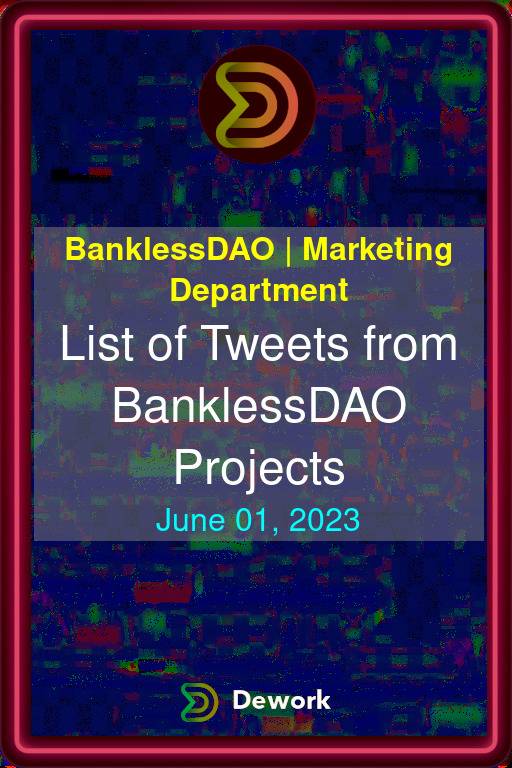 BanklessDAO | Marketing
Department
List of Tweets from
BanklessDAO
Projects
June 01, 2023
Dework